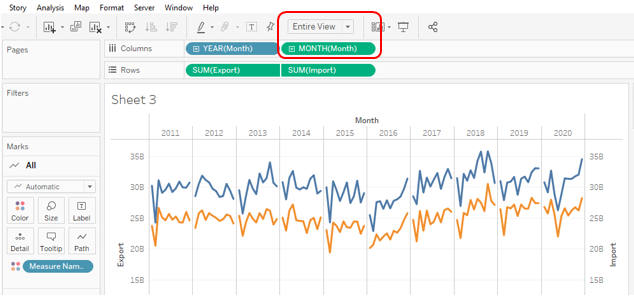 Story Analysis Map Format Server Window Help
Entire View
Pages
Columns
YEAR(Month)
MONTH(Month)
Rows
SUM(Export)
SUM(Import)
Filters
Sheet 3
Month
2011 2012 2013 2014 2015 2016 2017 2018 2019 2020
Marks
All
Automatic
Color Size Label
Detail Tooltip Path
Measure Nam..
Export
35B
30B
25B
20B
15B
35B
30B
25B
20B
15B
Import